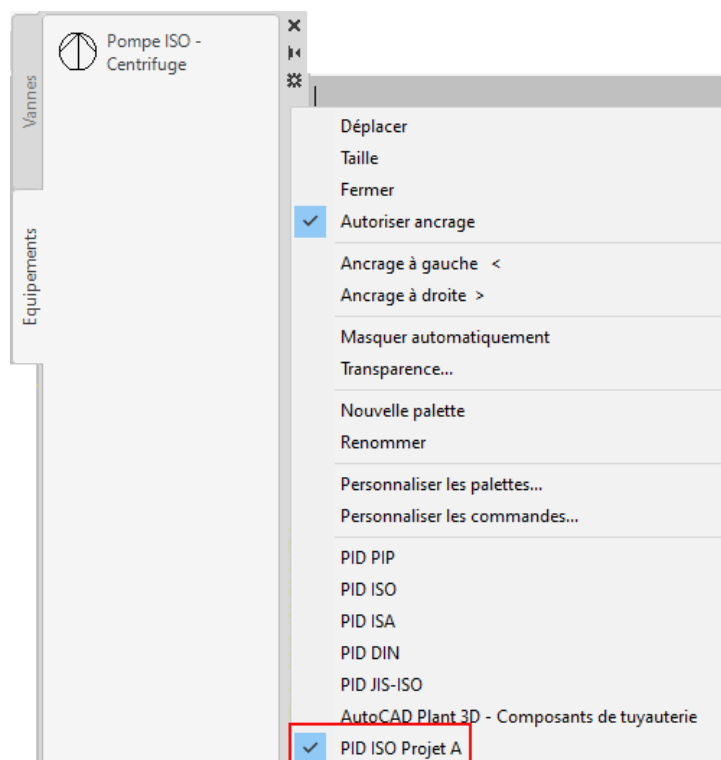 Pompe ISO -
Centrifuge
Vannes
Equipements
Déplacer
Taille
Fermer
Autoriser ancrage
Ancrage à gauche <
Ancrage à droite >
Masquer automatiquement
Transparence...
Nouvelle palette
Renommer
Personnaliser les palettes...
Personnaliser les commandes...
PID PIP
PID ISO
PID ISA
PID DIN
PID JIS-ISO
AutoCAD Plant 3D - Composants de tuyauterie
PID ISO Projet A